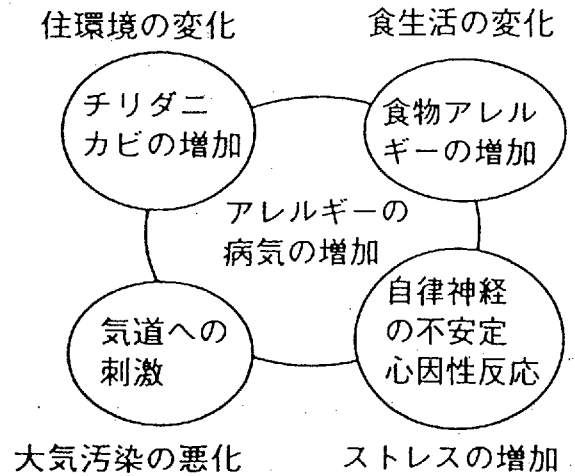 住環境の変化
食生活の変化
チリダニ
カビの増加
食物アレル
ギーの増加
アレルギーの
病気の増加
気道への
刺激
自律神経
の不安定
心因性反応
大気汚染の悪化
ストレスの増加